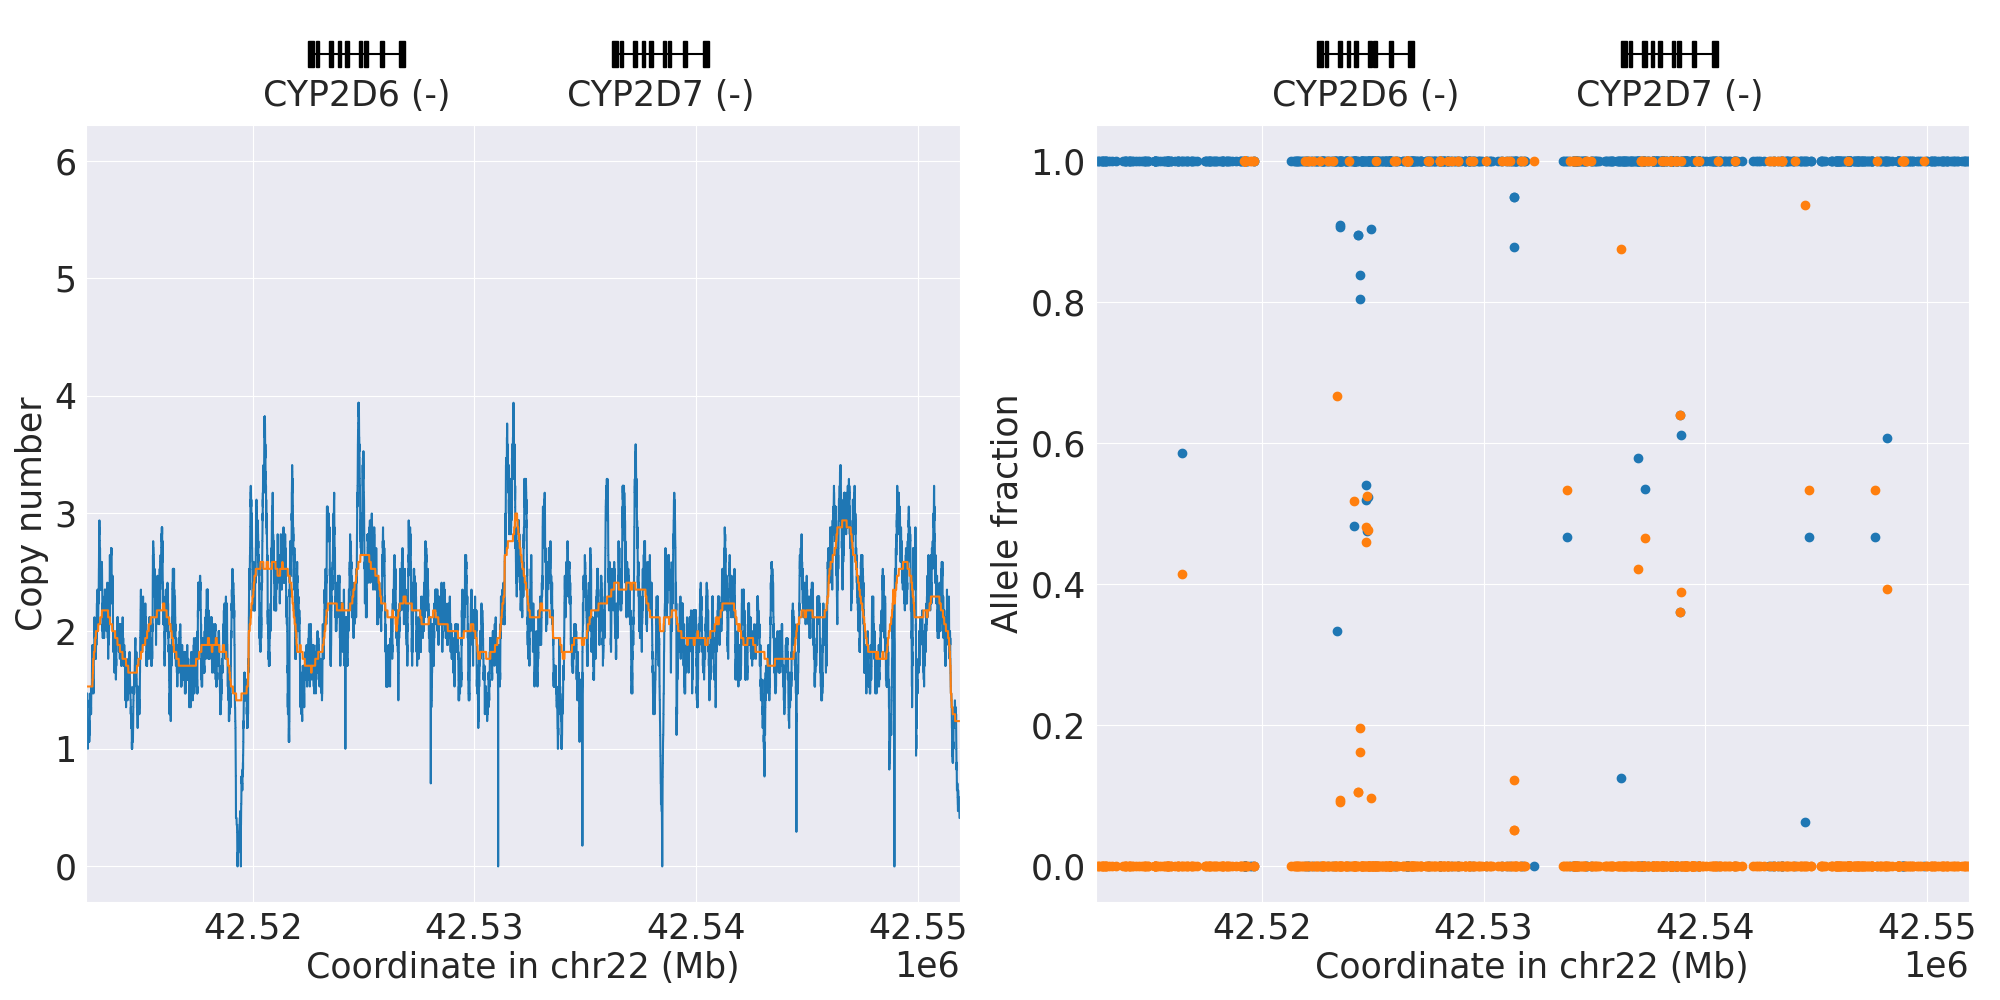 CYP2D6 (-) CYP2D7 (-)
6
5
4
3
2
1
0
Copy number
42.52 42.53 42.54 42.55
Coordinate in chr22 (Mb) 1e6
CYP2D6 (-) CYP2D7 (-)
1.0
0.8
0.6
0.4
0.2
0.0
Allele fraction
42.52 42.53 42.54 42.55
Coordinate in chr22 (Mb) 1e6